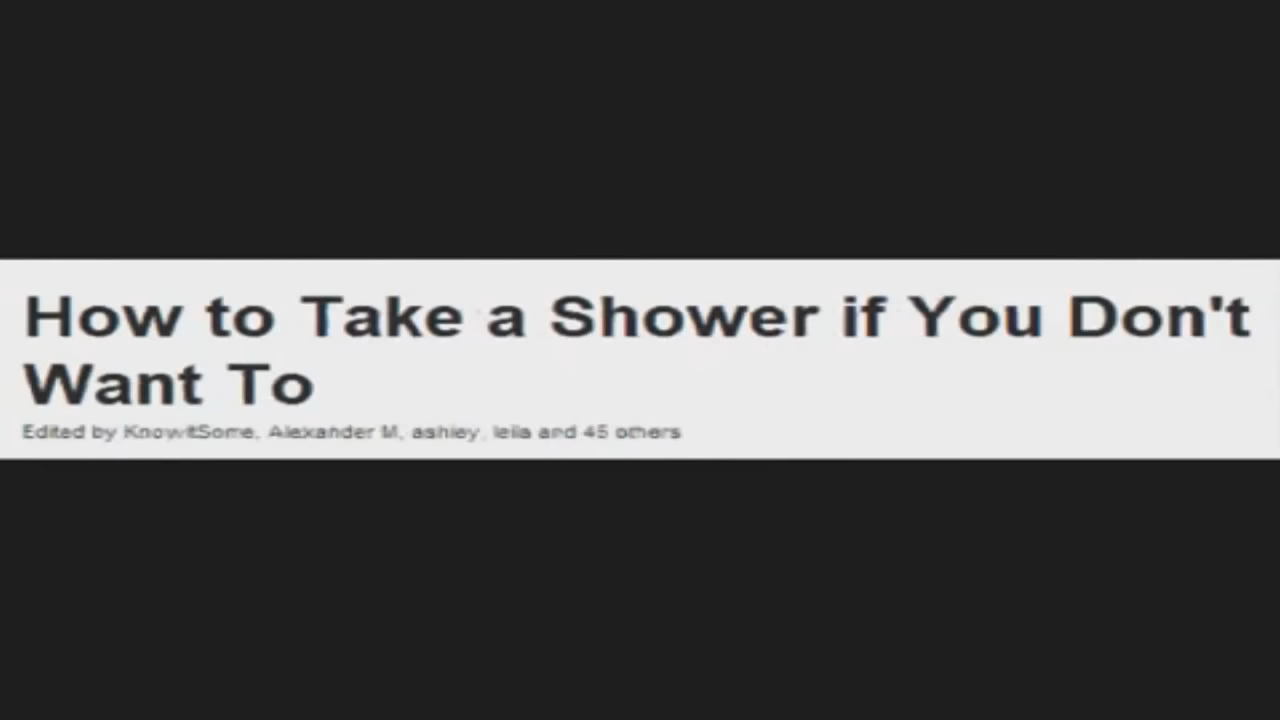 How to Take a Shower if You Don't
Want To
Edited by KnowItSome, Alexander M, ashley, leila and 45 others